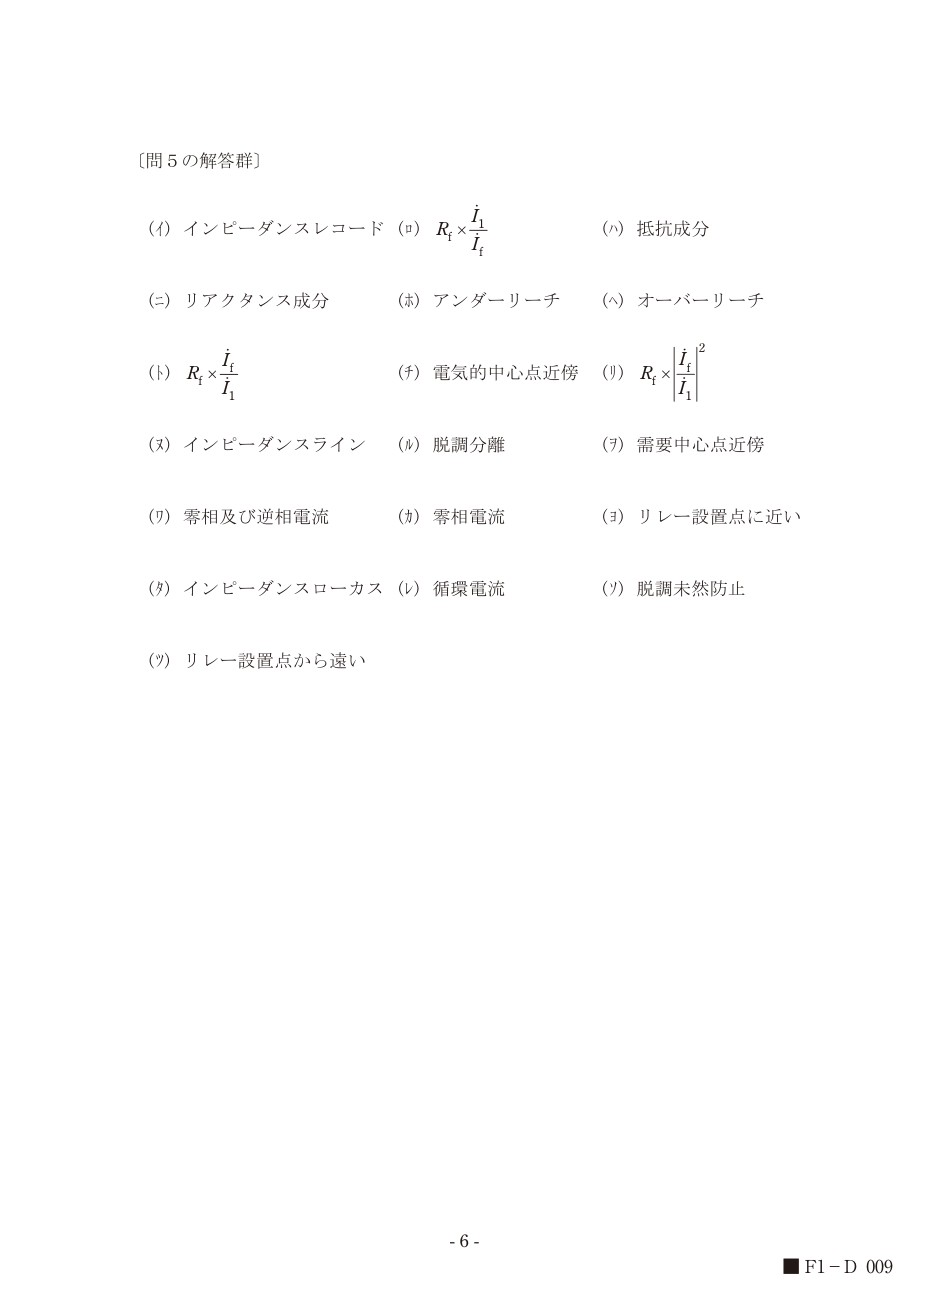 〔問５の解答群〕
(イ) インピーダンスレコード (ロ) R_f × İ_1/İ_f (ハ) 抵抗成分
(ニ) リアクタンス成分 (ホ) アンダーリーチ (ヘ) オーバーリーチ
(ト) R_f × İ_f/İ_1 (チ) 電気的中心点近傍 (リ) R_f × |İ_f/İ_1|²
(ヌ) インピーダンスライン (ル) 脱調分離 (ヲ) 需要中心点近傍
(ワ) 零相及び逆相電流 (カ) 零相電流 (ヨ) リレー設置点に近い
(タ) インピーダンスローカス (レ) 循環電流 (ソ) 脱調未然防止
(ツ) リレー設置点から遠い
- 6 -
■ F1－D 009